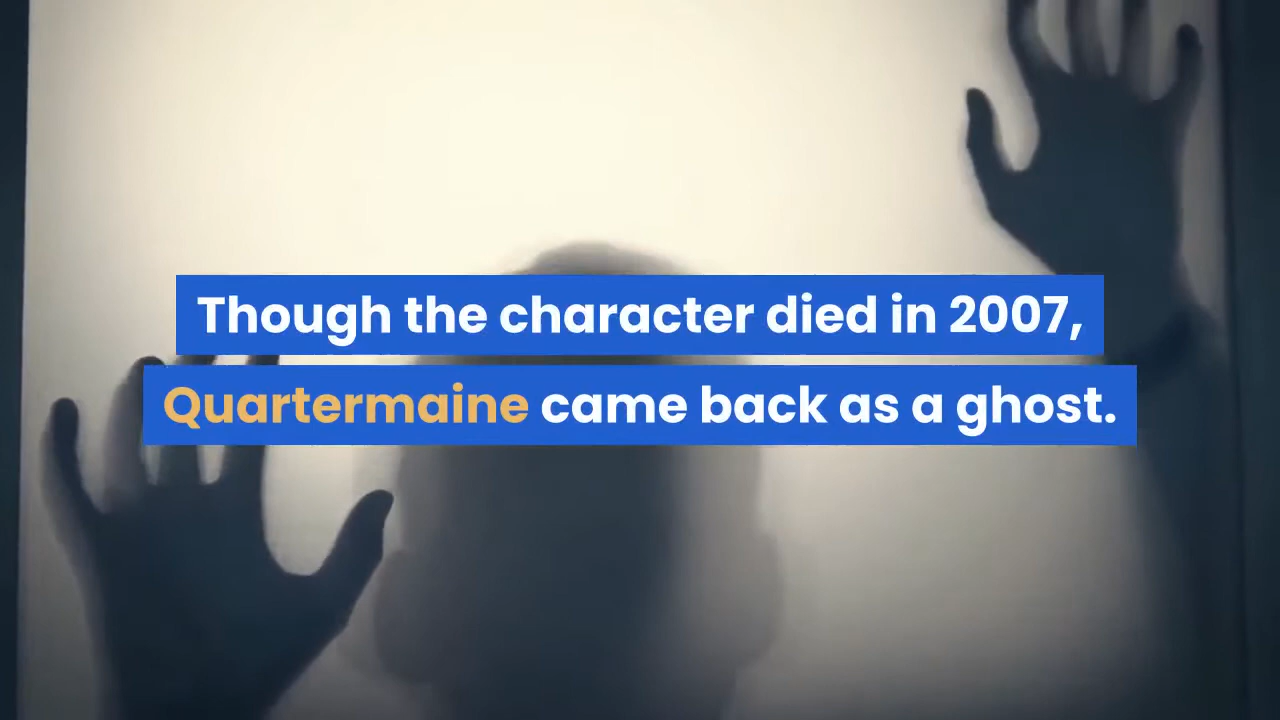 Though the character died in 2007,
Quartermaine came back as a ghost.